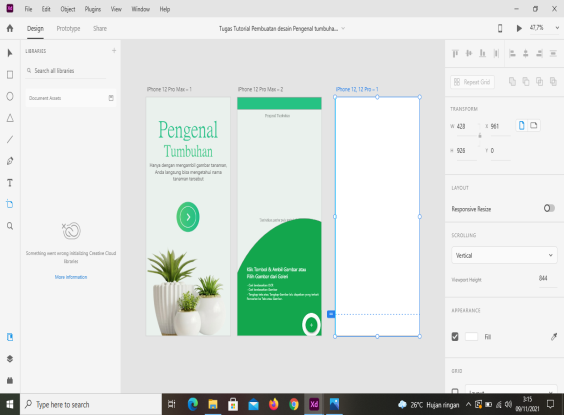 Xd File Edit Object Plugins View Window Help
Design Prototype Share
Tugas Tutorial Pembuatan desain Pengenal tumbuha...
47,7%
LIBRARIES
Search all libraries
Document Assets
Something went wrong initializing Creative Cloud
libraries
More information
iPhone 12 Pro Max – 1
Pengenal
Tumbuhan
Hanya dengan mengambil gambar tanaman,
Anda langsung bisa mengetahui nama
tanaman tersebut
iPhone 12 Pro Max – 2
Klik Tombol & Ambil Gambar atau
Pilih Gambar dari Galeri
iPhone 12, 12 Pro – 1
Repeat Grid
TRANSFORM
W 428 X 961
H 926 Y 0
LAYOUT
Responsive Resize
SCROLLING
Vertical
Viewport Height 844
APPEARANCE
Fill
GRID
Layout
Type here to search
Xd
26°C Hujan ringan
3:15
09/11/2021